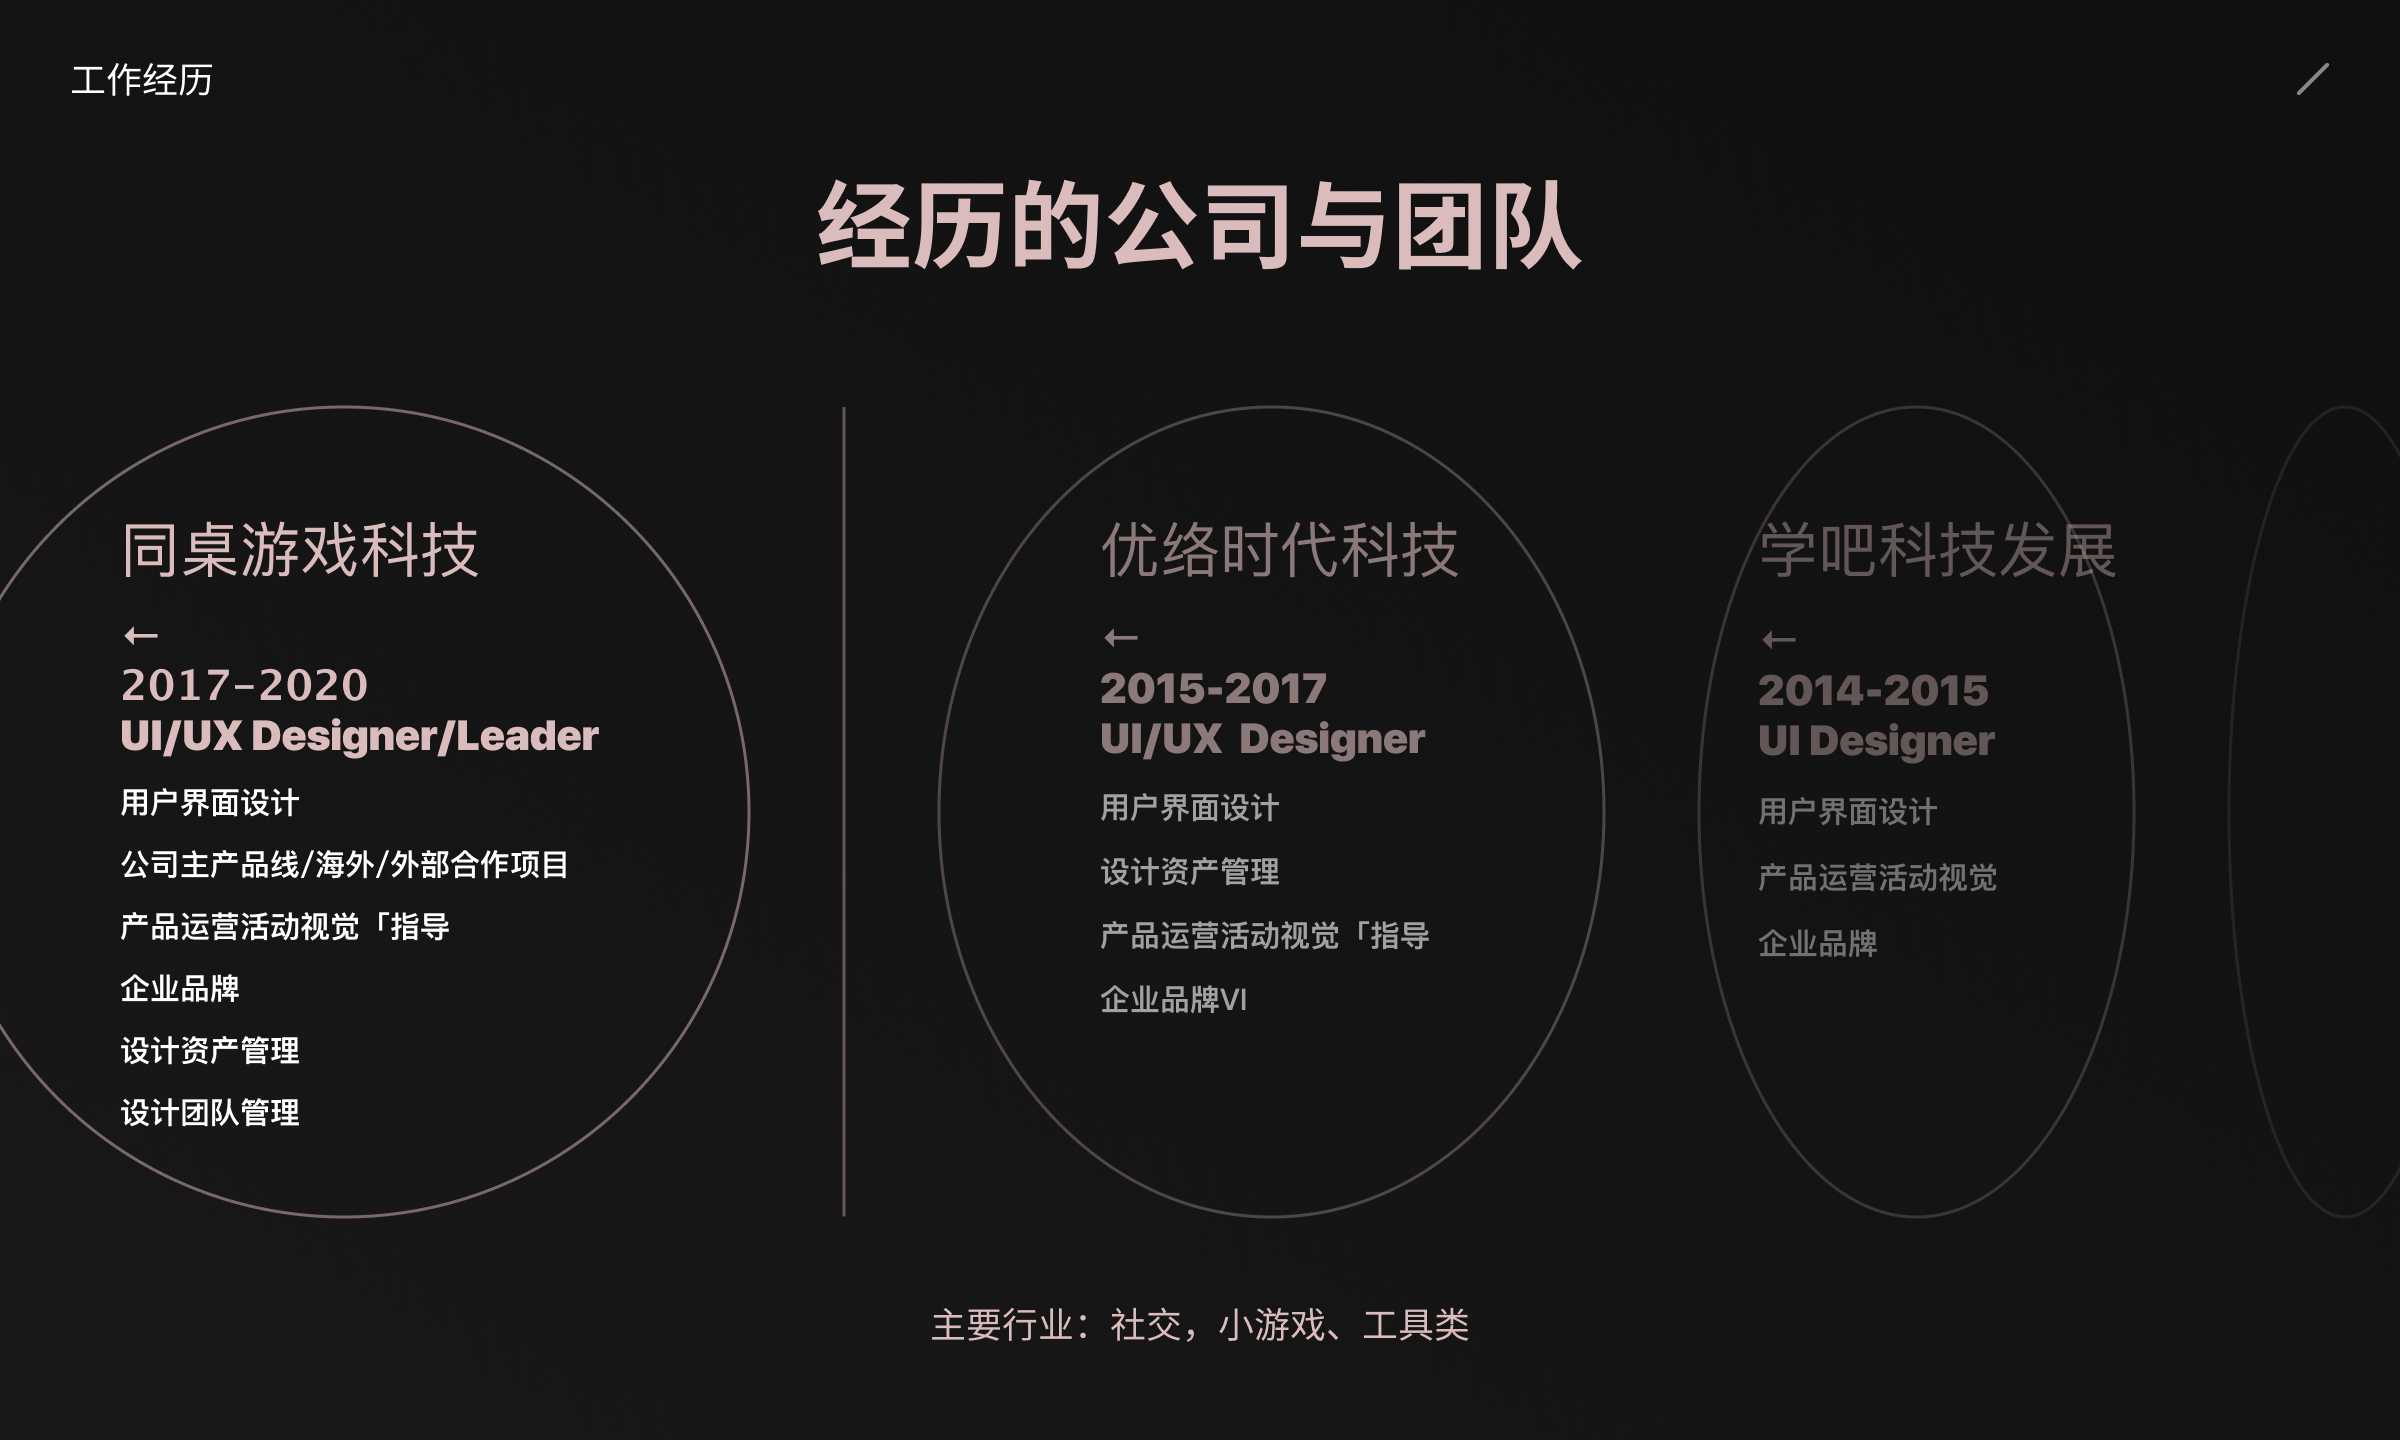 工作经历
经历的公司与团队
同桌游戏科技
←
2017-2020
UI/UX Designer/Leader
用户界面设计
公司主产品线/海外/外部合作项目
产品运营活动视觉「指导
企业品牌
设计资产管理
设计团队管理
优络时代科技
←
2015-2017
UI/UX Designer
用户界面设计
设计资产管理
产品运营活动视觉「指导
企业品牌VI
学吧科技发展
←
2014-2015
UI Designer
用户界面设计
产品运营活动视觉
企业品牌
主要行业：社交，小游戏、工具类